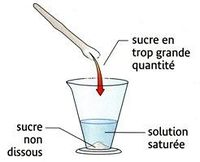 sucre en
trop grande
quantité
sucre
non
dissous
solution
saturée